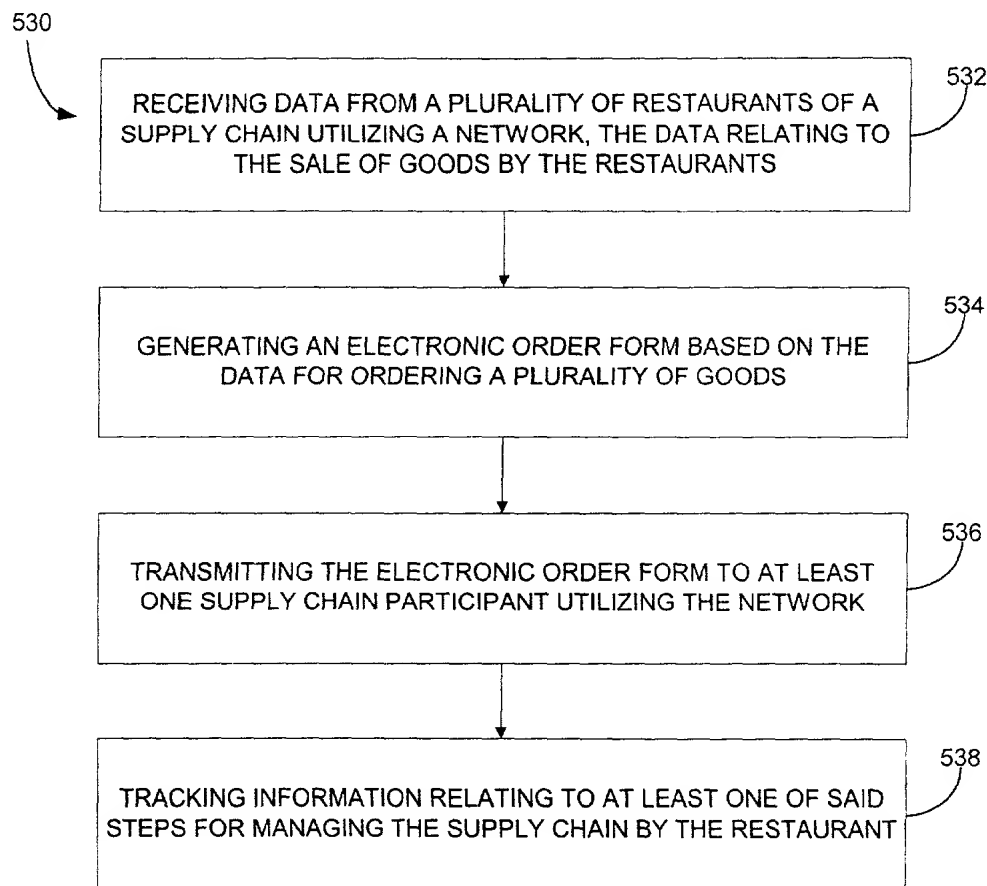 530
532
RECEIVING DATA FROM A PLURALITY OF RESTAURANTS OF A
SUPPLY CHAIN UTILIZING A NETWORK, THE DATA RELATING TO
THE SALE OF GOODS BY THE RESTAURANTS
534
GENERATING AN ELECTRONIC ORDER FORM BASED ON THE
DATA FOR ORDERING A PLURALITY OF GOODS
536
TRANSMITTING THE ELECTRONIC ORDER FORM TO AT LEAST
ONE SUPPLY CHAIN PARTICIPANT UTILIZING THE NETWORK
538
TRACKING INFORMATION RELATING TO AT LEAST ONE OF SAID
STEPS FOR MANAGING THE SUPPLY CHAIN BY THE RESTAURANT